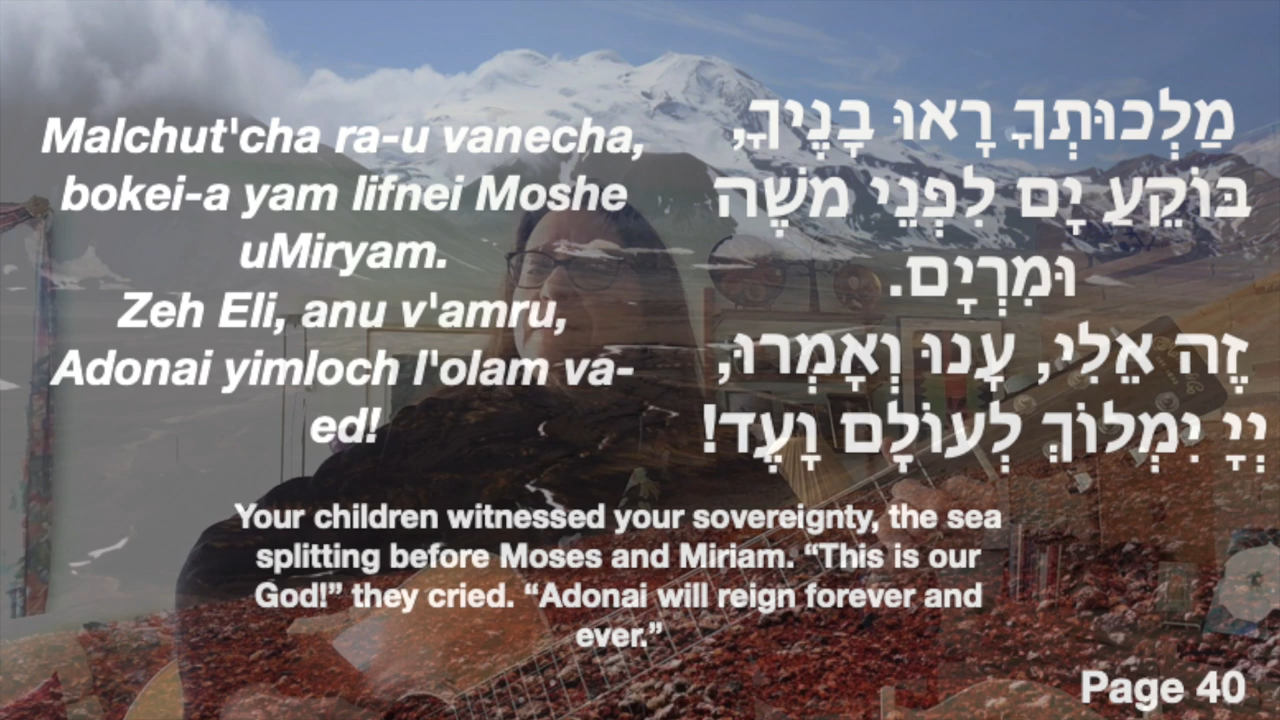 Malchut'cha ra-u vanecha,
bokei-a yam lifnei Moshe
uMiryam.
Zeh Eli, anu v'amru,
Adonai yimloch l'olam va-
ed!
מַלְכוּתְךָ רָאוּ בָנֶיךָ,
בּוֹקֵעַ יָם לִפְנֵי משֶׁה
וּמִרְיָם.
זֶה אֵלִי, עָנוּ וְאָמְרוּ,
יְיָ יִמְלוֹךְ לְעוֹלָם וָעֶד!
Your children witnessed your sovereignty, the sea
splitting before Moses and Miriam. “This is our
God!” they cried. “Adonai will reign forever and
ever.”
Page 40